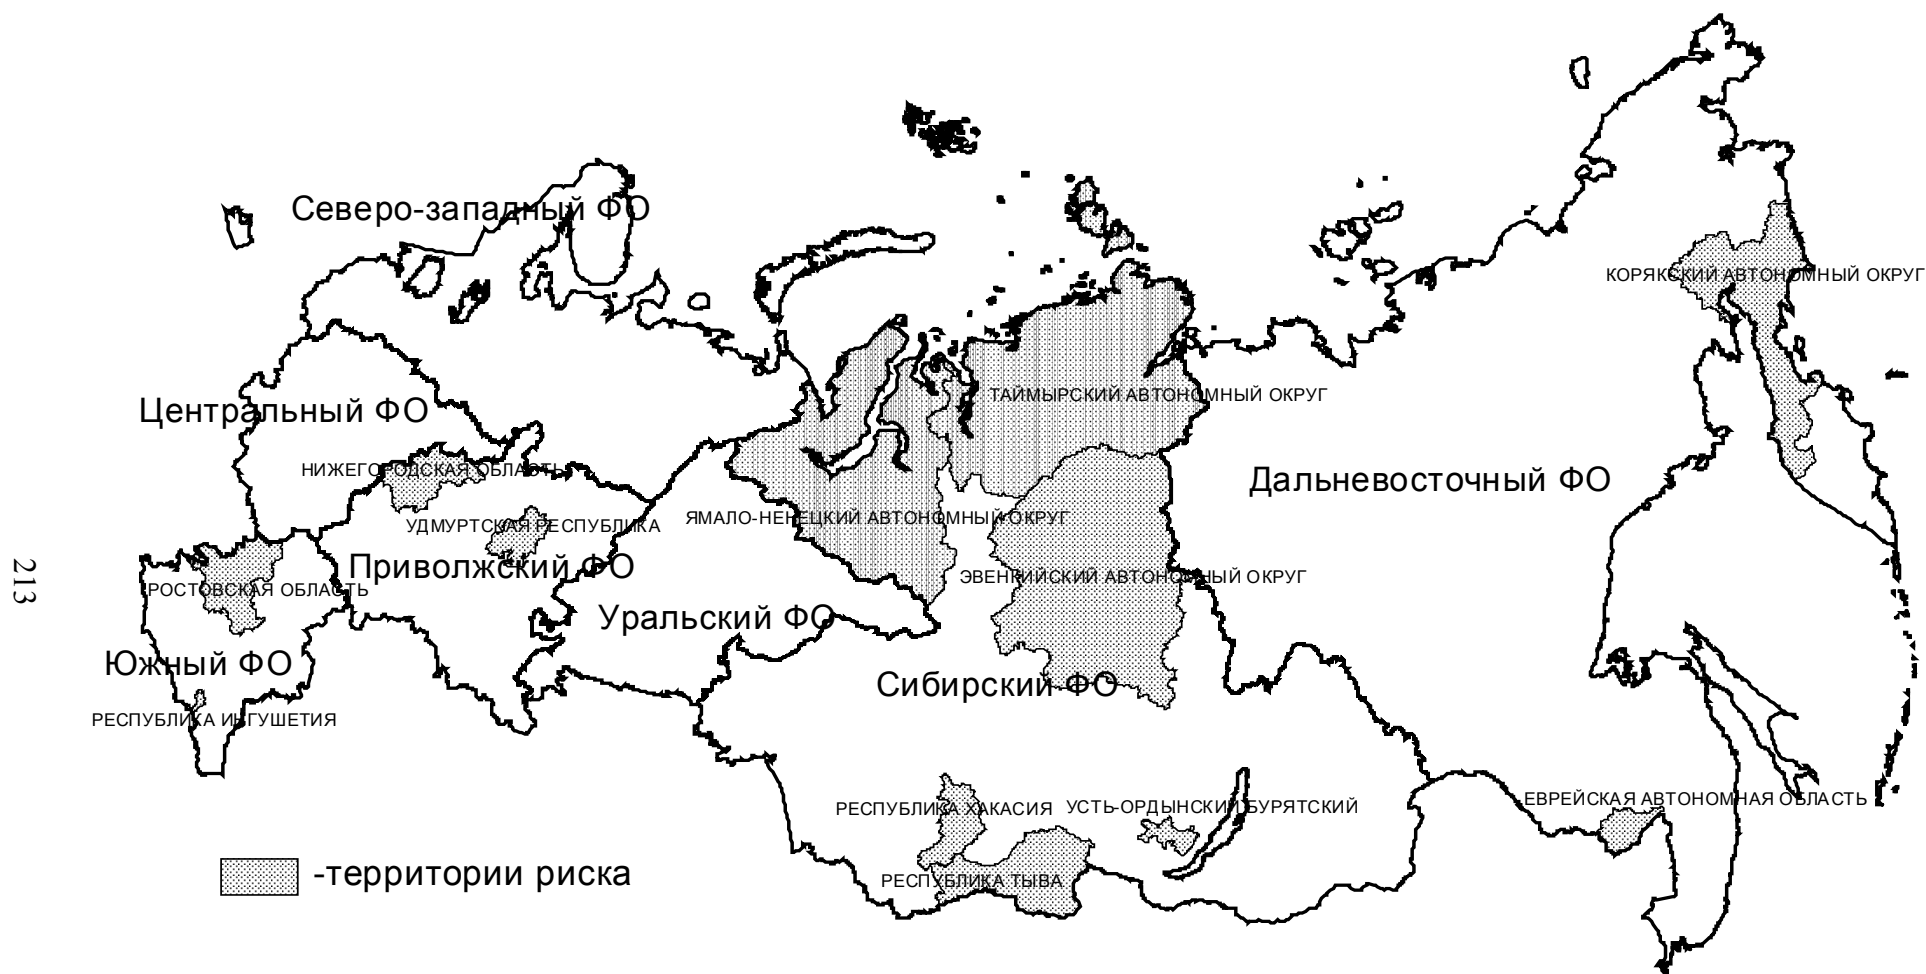 Северо-западный ФО
КОРЯКСКИЙ АВТОНОМНЫЙ ОКРУГ
ТАЙМЫРСКИЙ АВТОНОМНЫЙ ОКРУГ
Центральный ФО
НИЖЕГОРОДСКАЯ ОБЛАСТЬ
Дальневосточный ФО
ЯМАЛО-НЕНЕЦКИЙ АВТОНОМНЫЙ ОКРУГ
УДМУРТСКАЯ РЕСПУБЛИКА
Приволжский ФО
ЭВЕНКИЙСКИЙ АВТОНОМНЫЙ ОКРУГ
РОСТОВСКАЯ ОБЛАСТЬ
213
Уральский ФО
Южный ФО
Сибирский ФО
РЕСПУБЛИКА ИНГУШЕТИЯ
ЕВРЕЙСКАЯ АВТОНОМНАЯ ОБЛАСТЬ
РЕСПУБЛИКА ХАКАСИЯ
УСТЬ-ОРДЫНСКИЙ БУРЯТСКИЙ
-территории риска
РЕСПУБЛИКА ТЫВА